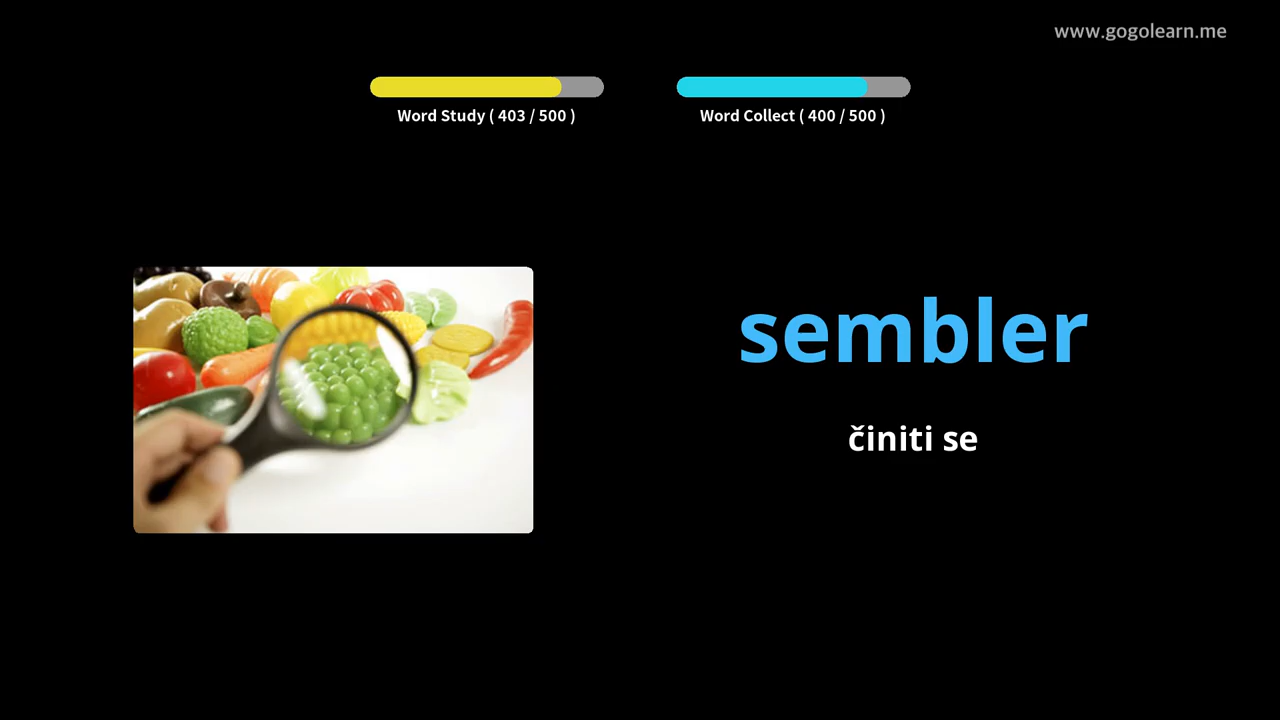 www.gogolearn.me
Word Study ( 403 / 500 )
Word Collect ( 400 / 500 )
sembler
činiti se